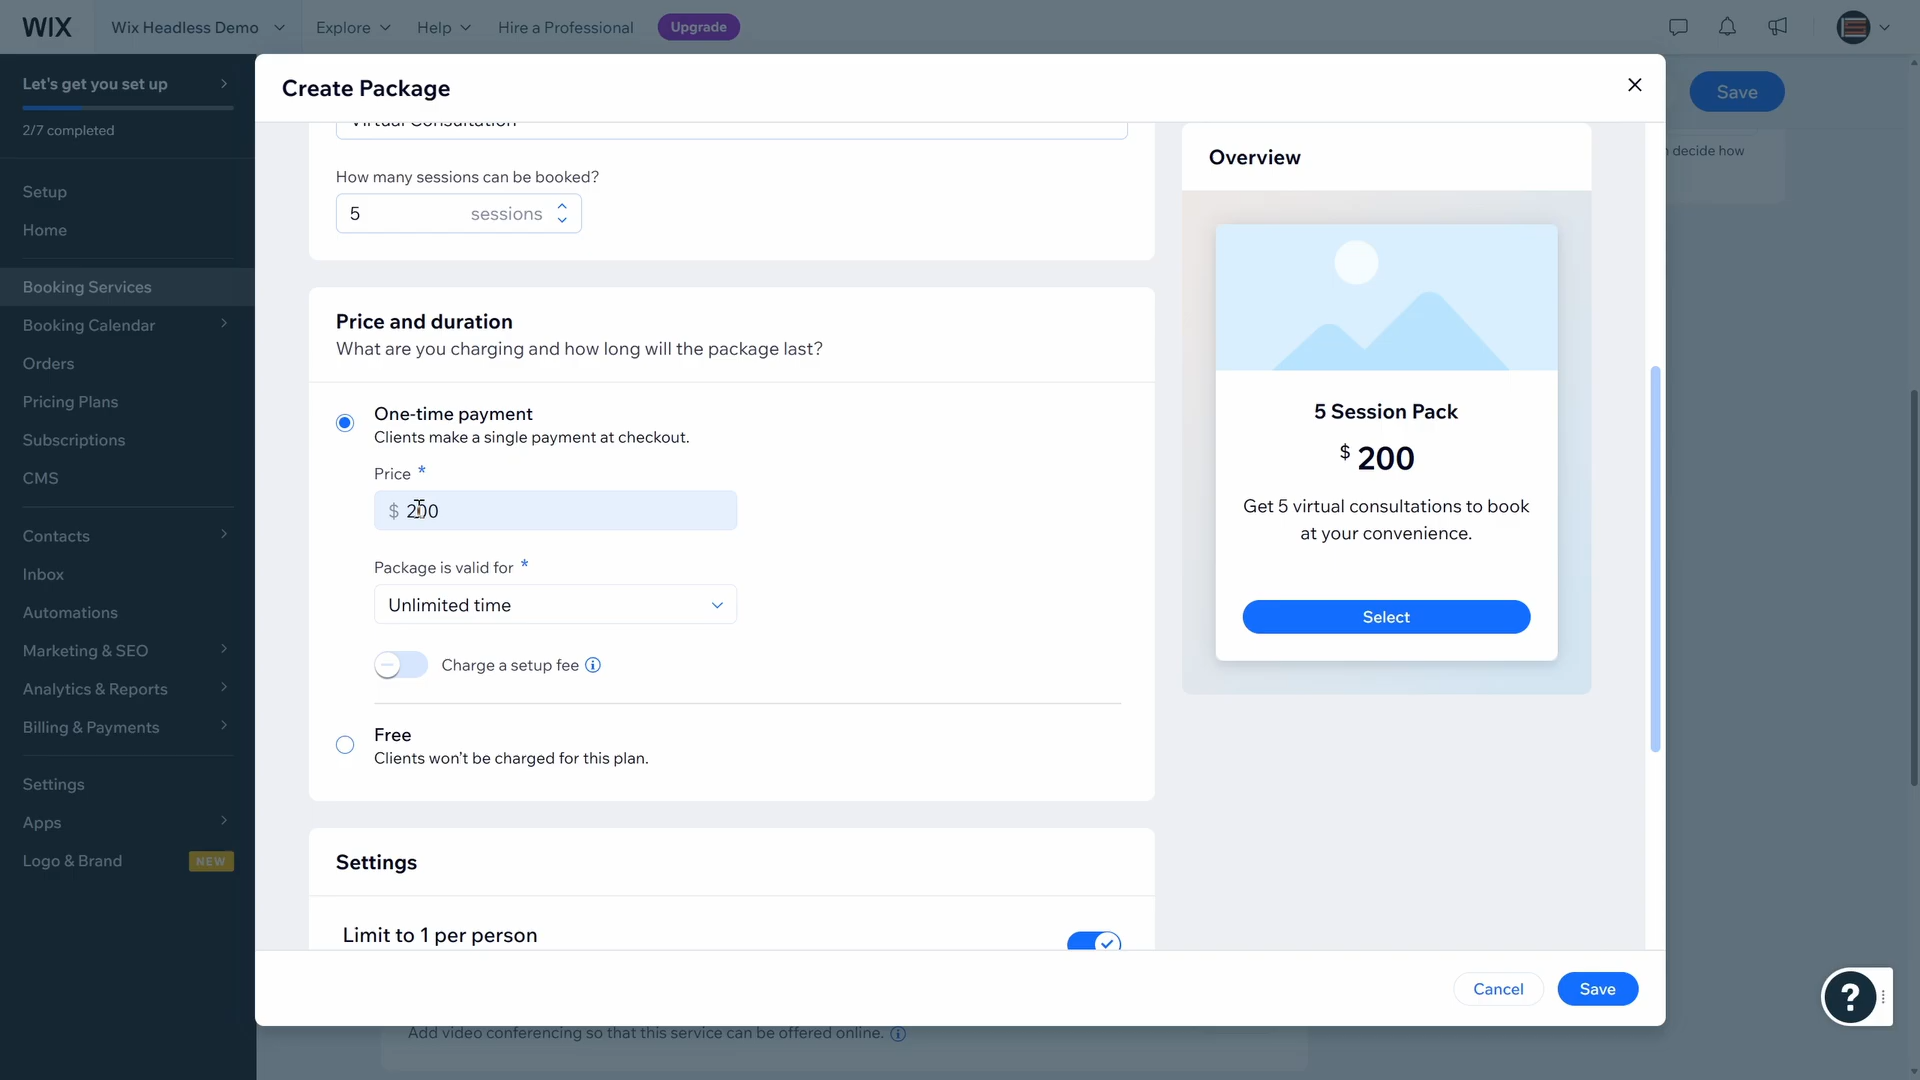 WIX
Wix Headless Demo
Explore
Help
Hire a Professional
Upgrade
Let's get you set up
2/7 completed
Setup
Home
Booking Services
Booking Calendar
Orders
Pricing Plans
Subscriptions
CMS
Contacts
Inbox
Automations
Marketing & SEO
Analytics & Reports
Billing & Payments
Settings
Apps
Logo & Brand NEW
Create Package
Save
decide how
Virtual Consultation
How many sessions can be booked?
5 sessions
Price and duration
What are you charging and how long will the package last?
One-time payment
Clients make a single payment at checkout.
Price *
$ 200
Package is valid for *
Unlimited time
Charge a setup fee
Free
Clients won't be charged for this plan.
Settings
Limit to 1 per person
Overview
5 Session Pack
$ 200
Get 5 virtual consultations to book
at your convenience.
Select
Cancel
Save
Add video conferencing so that this service can be offered online.
?